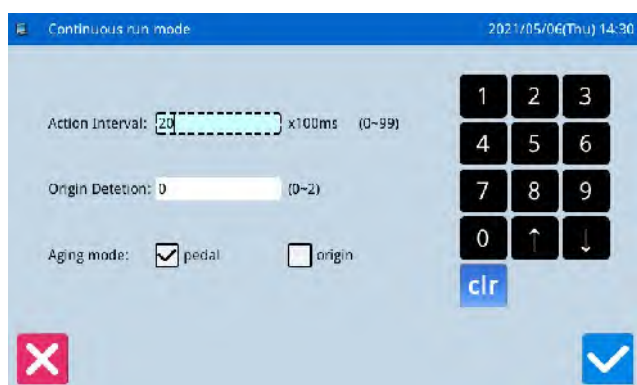 Continuous run mode 2021/05/06(Thu) 14:30
Action Interval: 20 x100ms (0~99)
Origin Detetion: 0 (0~2)
Aging mode: pedal origin
1 2 3
4 5 6
7 8 9
0 ↑ ↓
clr